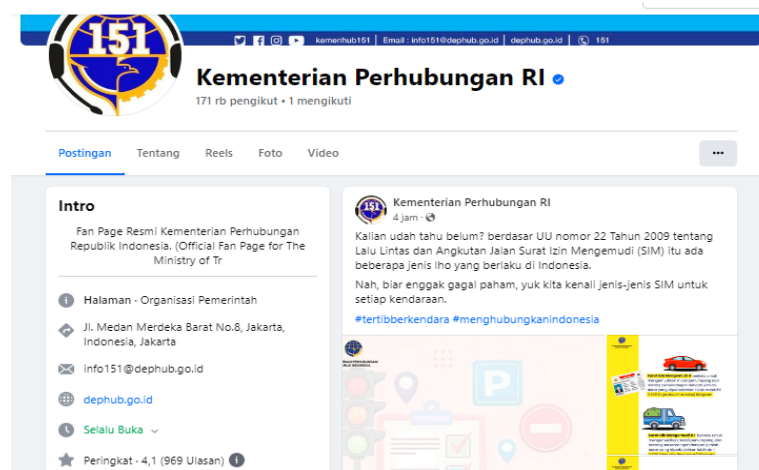 151
kemenhub151 | Email : info151@dephub.go.id | dephub.go.id | 151
Kementerian Perhubungan RI
171 rb pengikut • 1 mengikuti
Postingan Tentang Reels Foto Video
Intro
Fan Page Resmi Kementerian Perhubungan
Republik Indonesia. (Official Fan Page for The
Ministry of Tr
Halaman · Organisasi Pemerintah
Jl. Medan Merdeka Barat No.8, Jakarta,
Indonesia, Jakarta
info151@dephub.go.id
dephub.go.id
Selalu Buka
Peringkat · 4,1 (969 Ulasan)
151
Kementerian Perhubungan RI
4 jam
Kalian udah tahu belum? berdasar UU nomor 22 Tahun 2009 tentang
Lalu Lintas dan Angkutan Jalan Surat Izin Mengemudi (SIM) itu ada
beberapa jenis lho yang berlaku di Indonesia.
Nah, biar enggak gagal paham, yuk kita kenali jenis-jenis SIM untuk
setiap kendaraan.
#tertibberkendara #menghubungkanindonesia
P